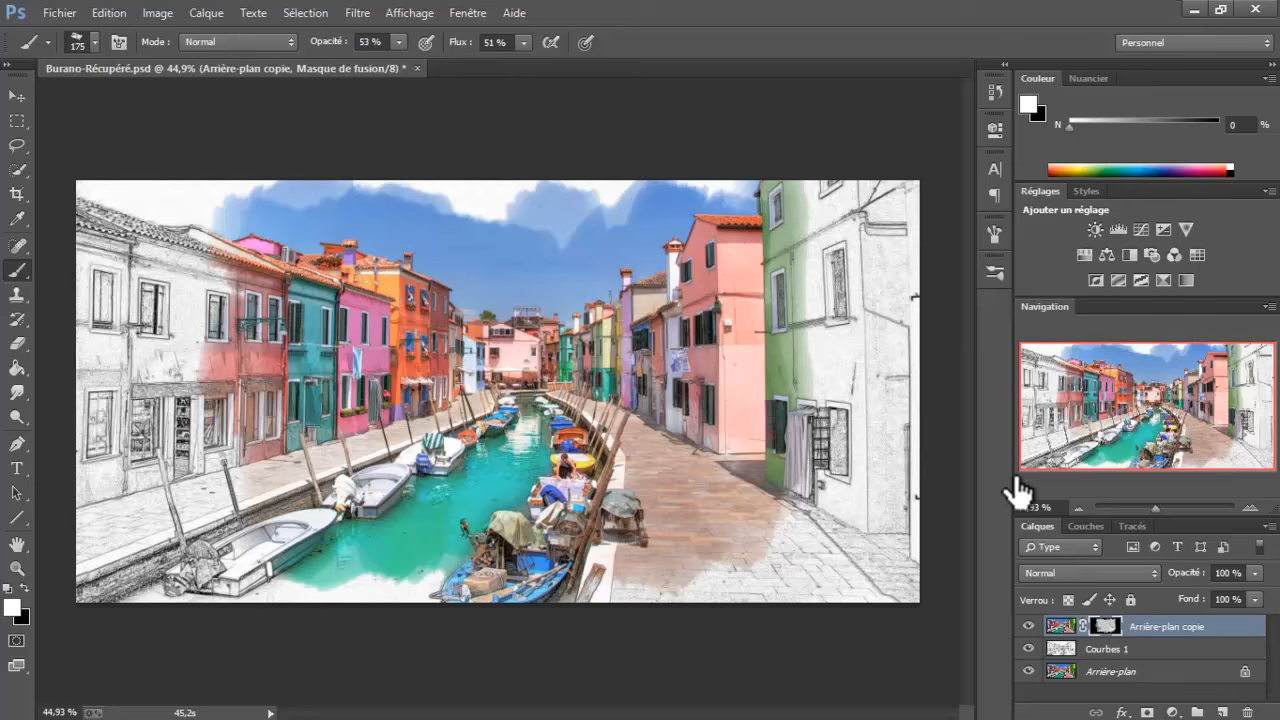 Ps Fichier Edition Image Calque Texte Sélection Filtre Affichage Fenêtre Aide
175 Mode : Normal Opacité : 53 % Flux : 51 % Personnel
Burano-Récupéré.psd @ 44,9% (Arrière-plan copie, Masque de fusion/8) * ×
Couleur Nuancier
N 0 %
Réglages Styles
Ajouter un réglage
Navigation
Calques Couches Tracés
Type
Normal Opacité : 100 %
Verrou : Fond : 100 %
Arrière-plan copie
Courbes 1
Arrière-plan
44,93 % 45,2s